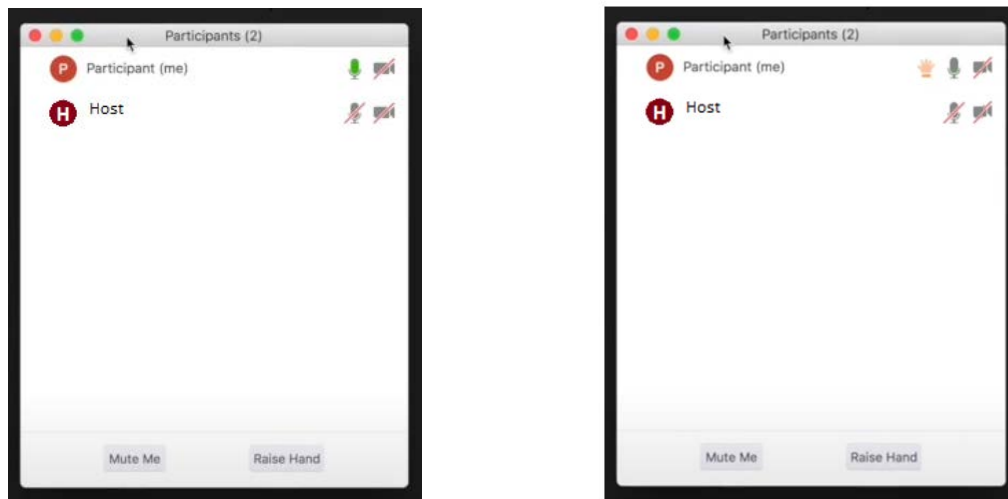 Participants (2)
P Participant (me)
H Host
Mute Me Raise Hand
Participants (2)
P Participant (me)
H Host
Mute Me Raise Hand